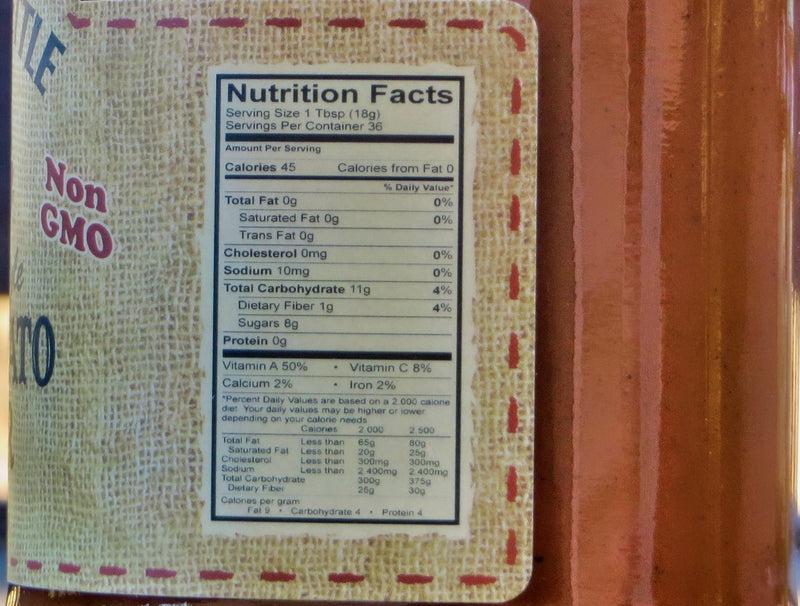 TLE
Non
GMO
TO
Nutrition Facts
Serving Size 1 Tbsp (18g)
Servings Per Container 36
Amount Per Serving
Calories 45 Calories from Fat 0
% Daily Value*
Total Fat 0g 0%
Saturated Fat 0g 0%
Trans Fat 0g
Cholesterol 0mg 0%
Sodium 10mg 0%
Total Carbohydrate 11g 4%
Dietary Fiber 1g 4%
Sugars 8g
Protein 0g
Vitamin A 50% • Vitamin C 8%
Calcium 2% • Iron 2%
*Percent Daily Values are based on a 2,000 calorie
diet. Your daily values may be higher or lower
depending on your calorie needs
Calories 2,000 2,500
Total Fat Less than 65g 80g
Saturated Fat Less than 20g 25g
Cholesterol Less than 300mg 300mg
Sodium Less than 2,400mg 2,400mg
Total Carbohydrate 300g 375g
Dietary Fiber 25g 30g
Calories per gram
Fat 9 • Carbohydrate 4 • Protein 4